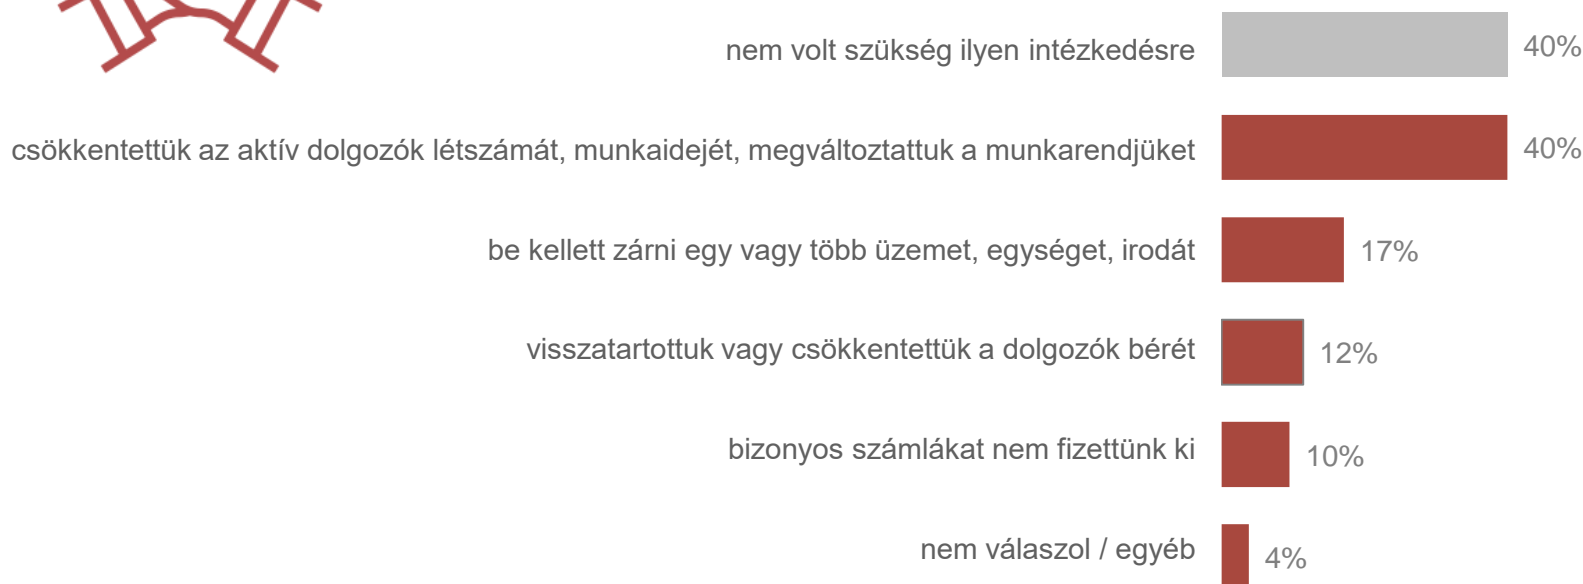 nem volt szükség ilyen intézkedésre 40%
csökkentettük az aktív dolgozók létszámát, munkaidejét, megváltoztattuk a munkarendjüket 40%
be kellett zárni egy vagy több üzemet, egységet, irodát 17%
visszatartottuk vagy csökkentettük a dolgozók bérét 12%
bizonyos számlákat nem fizettünk ki 10%
nem válaszol / egyéb 4%